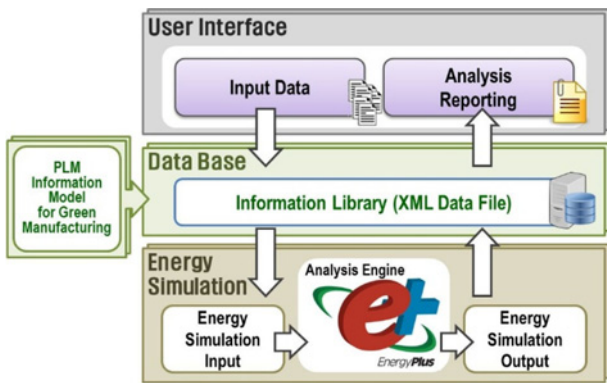 User Interface
Input Data
Analysis
Reporting
PLM
Information
Model
for Green
Manufacturing
Data Base
Information Library (XML Data File)
Energy
Simulation
Analysis Engine
e+
EnergyPlus
Energy
Simulation
Input
Energy
Simulation
Output